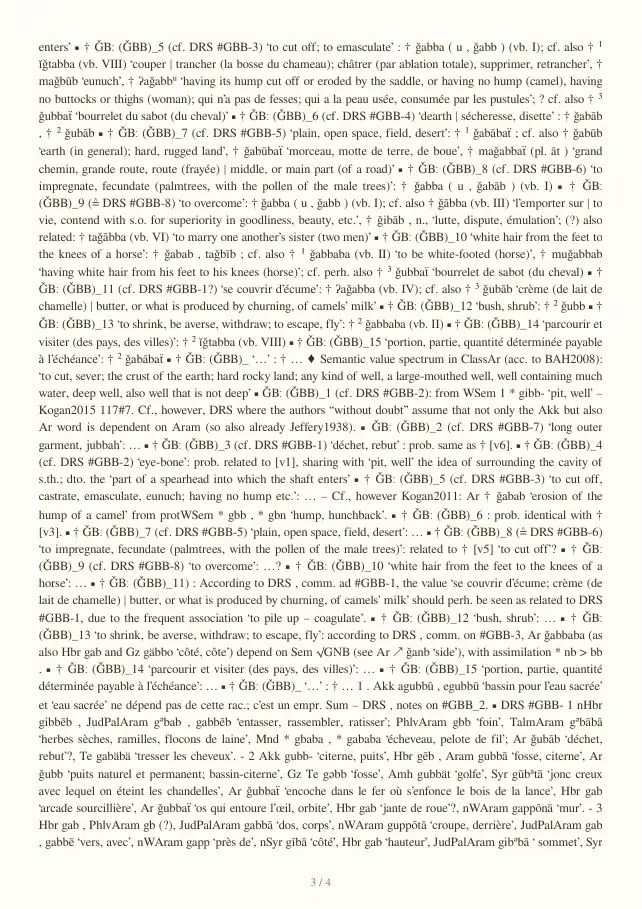 enters’ ▪ † ǦB: (ǦBB)_5 (cf. DRS #GBB-3) ‘to cut off; to emasculate’ : † ǧabba ( u , ǧabb ) (vb. I); cf. also † ¹
ĭǧtabba (vb. VIII) ‘couper | trancher (la bosse du chameau); châtrer (par ablation totale), supprimer, retrancher’, †
maǧbūb ‘eunuch’, † ʔaǧabbᵘ ‘having its hump cut off or eroded by the saddle, or having no hump (camel), having
no buttocks or thighs (woman); qui n’a pas de fesses; qui a la peau usée, consumée par les pustules’; ? cf. also † ³
ǧubbaẗ ‘bourrelet du sabot (du cheval)’ ▪ † ǦB: (ǦBB)_6 (cf. DRS #GBB-4) ‘dearth | sécheresse, disette’ : † ǧabāb
, † ² ǧubāb ▪ † ǦB: (ǦBB)_7 (cf. DRS #GBB-5) ‘plain, open space, field, desert’: † ¹ ǧabābaẗ ; cf. also † ǧabūb
‘earth (in general); hard, rugged land’, † ǧabūbaẗ ‘morceau, motte de terre, de boue’, † maǧabbaẗ (pl. āt ) ‘grand
chemin, grande route, route (frayée) | middle, or main part (of a road)’ ▪ † ǦB: (ǦBB)_8 (cf. DRS #GBB-6) ‘to
impregnate, fecundate (palmtrees, with the pollen of the male trees)’: † ǧabba ( u , ǧabāb ) (vb. I) ▪ † ǦB:
(ǦBB)_9 (≙ DRS #GBB-8) ‘to overcome’: † ǧabba ( u , ǧabb ) (vb. I); cf. also † ǧābba (vb. III) ‘l’emporter sur | to
vie, contend with s.o. for superiority in goodliness, beauty, etc.’, † ǧibāb , n., ‘lutte, dispute, émulation’; (?) also
related: † taǧābba (vb. VI) ‘to marry one another’s sister (two men)’ ▪ † ǦB: (ǦBB)_10 ‘white hair from the feet to
the knees of a horse’: † ǧabab , taǧbīb ; cf. also † ¹ ǧabbaba (vb. II) ‘to be white-footed (horse)’, † muǧabbab
‘having white hair from his feet to his knees (horse)’; cf. perh. also † ³ ǧubbaẗ ‘bourrelet de sabot (du cheval) ▪ †
ǦB: (ǦBB)_11 (cf. DRS #GBB-1?) ‘se couvrir d’écume’: † ʔaǧabba (vb. IV); cf. also † ³ ǧubāb ‘crème (de lait de
chamelle) | butter, or what is produced by churning, of camels’ milk’ ▪ † ǦB: (ǦBB)_12 ‘bush, shrub’: † ² ǧubb ▪ †
ǦB: (ǦBB)_13 ‘to shrink, be averse, withdraw; to escape, fly’: † ² ǧabbaba (vb. II) ▪ † ǦB: (ǦBB)_14 ‘parcourir et
visiter (des pays, des villes)’: † ² ĭǧtabba (vb. VIII) ▪ † ǦB: (ǦBB)_15 ‘portion, partie, quantité déterminée payable
à l’échéance’: † ² ǧabābaẗ ▪ † ǦB: (ǦBB)_ ‘…’ : † … ♦ Semantic value spectrum in ClassAr (acc. to BAH2008):
‘to cut, sever; the crust of the earth; hard rocky land; any kind of well, a large-mouthed well, well containing much
water, deep well, also well that is not deep’ ▪ ǦB: (ǦBB)_1 (cf. DRS #GBB-2): from WSem 1 * gibb- ‘pit, well’ –
Kogan2015 117#7. Cf., however, DRS where the authors “without doubt” assume that not only the Akk but also
Ar word is dependent on Aram (so also already Jeffery1938). ▪ ǦB: (ǦBB)_2 (cf. DRS #GBB-7) ‘long outer
garment, jubbah’: … ▪ † ǦB: (ǦBB)_3 (cf. DRS #GBB-1) ‘déchet, rebut’ : prob. same as † [v6]. ▪ † ǦB: (ǦBB)_4
(cf. DRS #GBB-2) ‘eye-bone’: prob. related to [v1], sharing with ‘pit, well’ the idea of surrounding the cavity of
s.th.; dto. the ‘part of a spearhead into which the shaft enters’ ▪ † ǦB: (ǦBB)_5 (cf. DRS #GBB-3) ‘to cut off,
castrate, emasculate, eunuch; having no hump etc.’: … – Cf., however Kogan2011: Ar † ǧabab ‘erosion of the
hump of a camel’ from protWSem * gbb , * gbn ‘hump, hunchback’. ▪ † ǦB: (ǦBB)_6 : prob. identical with †
[v3]. ▪ † ǦB: (ǦBB)_7 (cf. DRS #GBB-5) ‘plain, open space, field, desert’: … ▪ † ǦB: (ǦBB)_8 (≙ DRS #GBB-6)
‘to impregnate, fecundate (palmtrees, with the pollen of the male trees)’: related to † [v5] ‘to cut off’? ▪ † ǦB:
(ǦBB)_9 (cf. DRS #GBB-8) ‘to overcome’: …? ▪ † ǦB: (ǦBB)_10 ‘white hair from the feet to the knees of a
horse’: … ▪ † ǦB: (ǦBB)_11) : According to DRS , comm. ad #GBB-1, the value ‘se couvrir d’écume; crème (de
lait de chamelle) | butter, or what is produced by churning, of camels’ milk’ should perh. be seen as related to DRS
#GBB-1, due to the frequent association ‘to pile up – coagulate’. ▪ † ǦB: (ǦBB)_12 ‘bush, shrub’: … ▪ † ǦB:
(ǦBB)_13 ‘to shrink, be averse, withdraw; to escape, fly’: according to DRS , comm. on #GBB-3, Ar ǧabbaba (as
also Hbr gab and Gz gäbbo ‘côté, côte’) depend on Sem √GNB (see Ar ↗ ǧanb ‘side’), with assimilation * nb > bb
. ▪ † ǦB: (ǦBB)_14 ‘parcourir et visiter (des pays, des villes)’: … ▪ † ǦB: (ǦBB)_15 ‘portion, partie, quantité
déterminée payable à l’échéance’: … ▪ † ǦB: (ǦBB)_ ‘…’ : † … 1 . Akk agubbū , egubbū ‘bassin pour l’eau sacrée’
et ‘eau sacrée’ ne dépend pas de cette rac.; c’est un empr. Sum – DRS , notes on #GBB_2. ▪ DRS #GBB- 1 nHbr
gibbēb , JudPalAram gᵊbab , gabbēb ‘entasser, rassembler, ratisser’; PhlvAram gbb ‘foin’, TalmAram gᵊbābā
‘herbes sèches, ramilles, flocons de laine’, Mnd * gbaba , * gababa ‘écheveau, pelote de fil’; Ar ǧubāb ‘déchet,
rebut’?, Te gabäbä ‘tresser les cheveux’. - 2 Akk gubb- ‘citerne, puits’, Hbr gēb , Aram gubbā ‘fosse, citerne’, Ar
ǧubb ‘puits naturel et permanent; bassin-citerne’, Gz Te gəbb ‘fosse’, Amh gubbät ‘golfe’, Syr gūbᵊtā ‘jonc creux
avec lequel on éteint les chandelles’, Ar ǧubbaẗ ‘encoche dans le fer où s’enfonce le bois de la lance’, Hbr gab
‘arcade sourcillière’, Ar ǧubbaẗ ‘os qui entoure l’œil, orbite’, Hbr gab ‘jante de roue’?, nWAram gappōnā ‘mur’. - 3
Hbr gab , PhlvAram gb (?), JudPalAram gabbā ‘dos, corps’, nWAram guppōtā ‘croupe, derrière’, JudPalAram gab
, gabbē ‘vers, avec’, nWAram gapp ‘près de’, nSyr gībā ‘côté’, Hbr gab ‘hauteur’, JudPalAram gibᵊbā ‘ sommet’, Syr
3 / 4